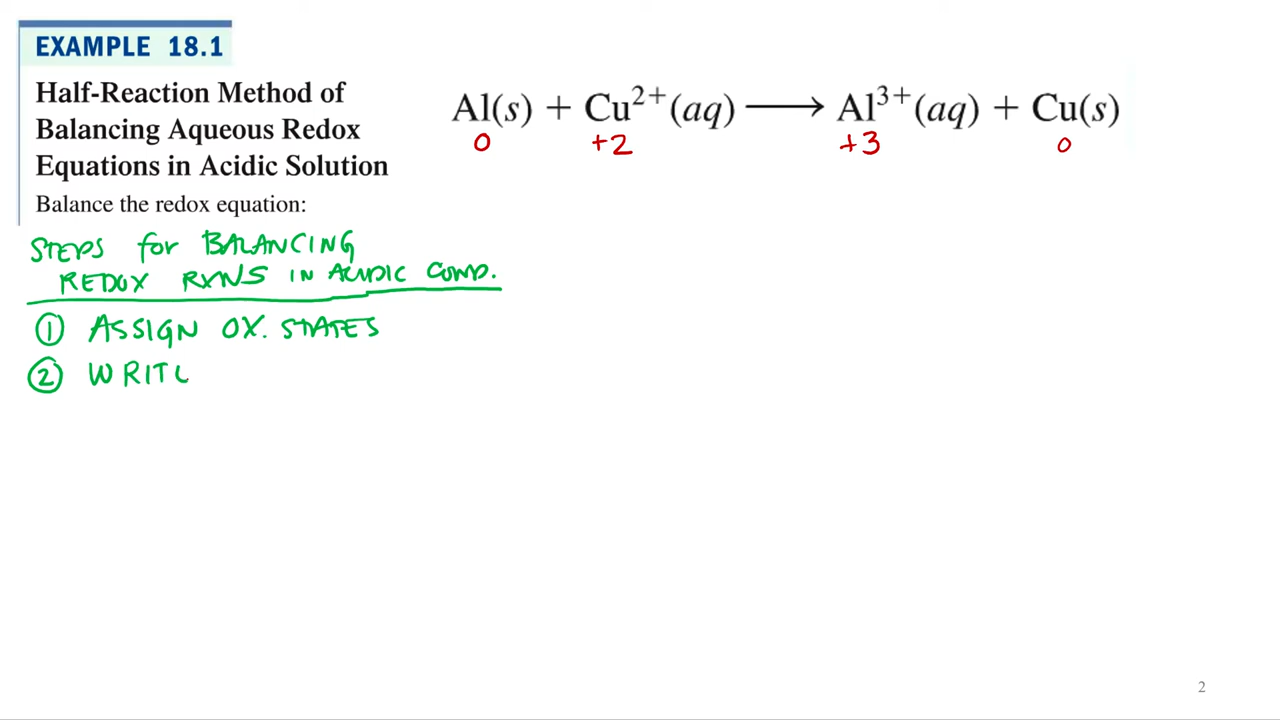 EXAMPLE 18.1
Half-Reaction Method of
Balancing Aqueous Redox
Equations in Acidic Solution
Balance the redox equation:
Al(s) + Cu²⁺(aq) ⟶ Al³⁺(aq) + Cu(s)
0 +2 +3 0
STEPS for BALANCING
REDOX RXNS IN ACIDIC COND.
① ASSIGN OX. STATES
② WRIT
2